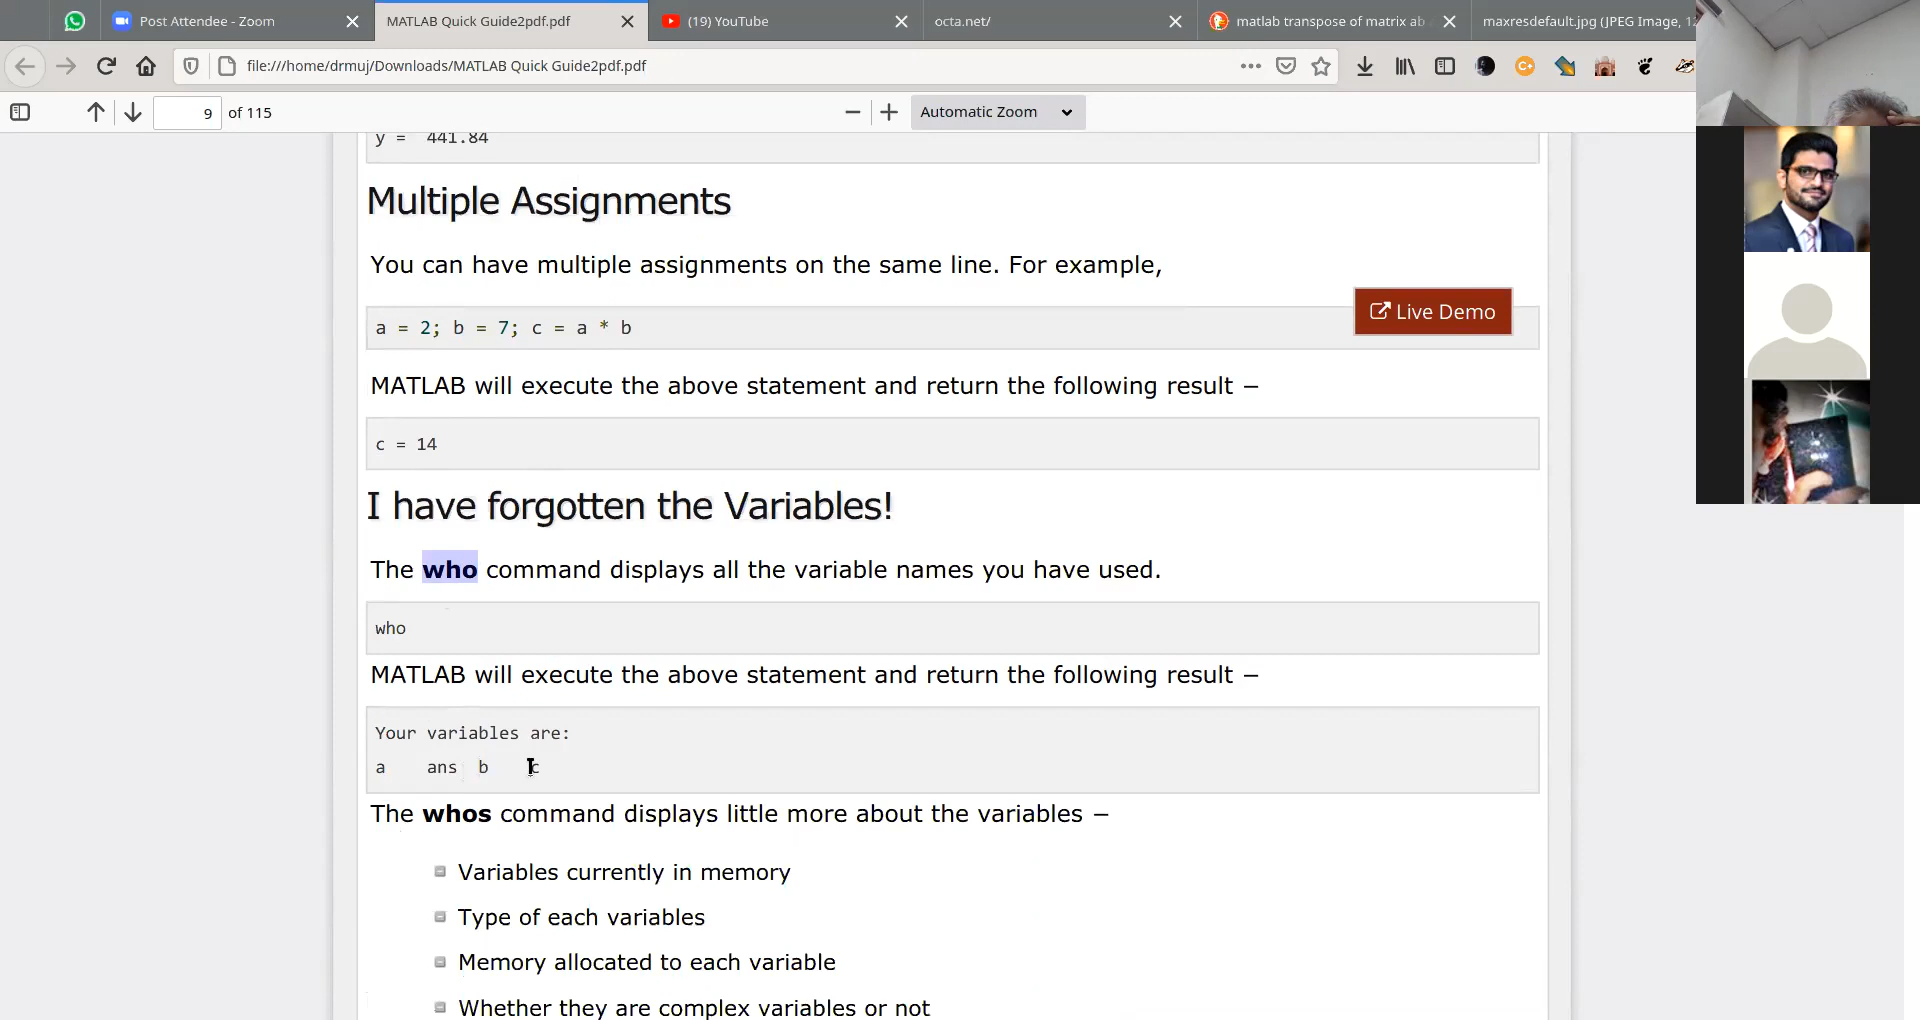 Post Attendee - Zoom
MATLAB Quick Guide2pdf.pdf
(19) YouTube
octa.net/
matlab transpose of matrix ab
maxresdefault.jpg (JPEG Image, 12
file:///home/drmuj/Downloads/MATLAB Quick Guide2pdf.pdf
9 of 115
Automatic Zoom
y = 441.84
Multiple Assignments
You can have multiple assignments on the same line. For example,
Live Demo
a = 2; b = 7; c = a * b
MATLAB will execute the above statement and return the following result −
c = 14
I have forgotten the Variables!
The who command displays all the variable names you have used.
who
MATLAB will execute the above statement and return the following result −
Your variables are:
a ans b c
The whos command displays little more about the variables −
Variables currently in memory
Type of each variables
Memory allocated to each variable
Whether they are complex variables or not